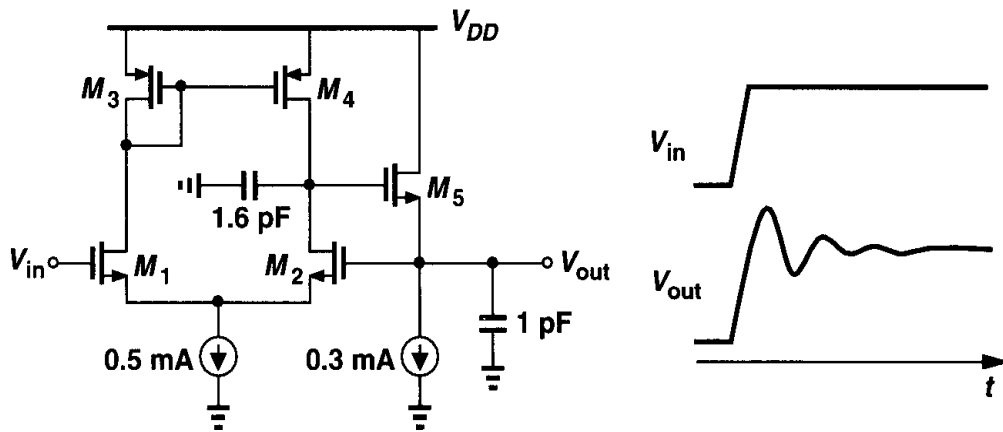 V_DD
M_3
M_4
V_in
1.6 pF
M_5
V_in
M_1
M_2
V_out
V_out
1 pF
0.5 mA
0.3 mA
t